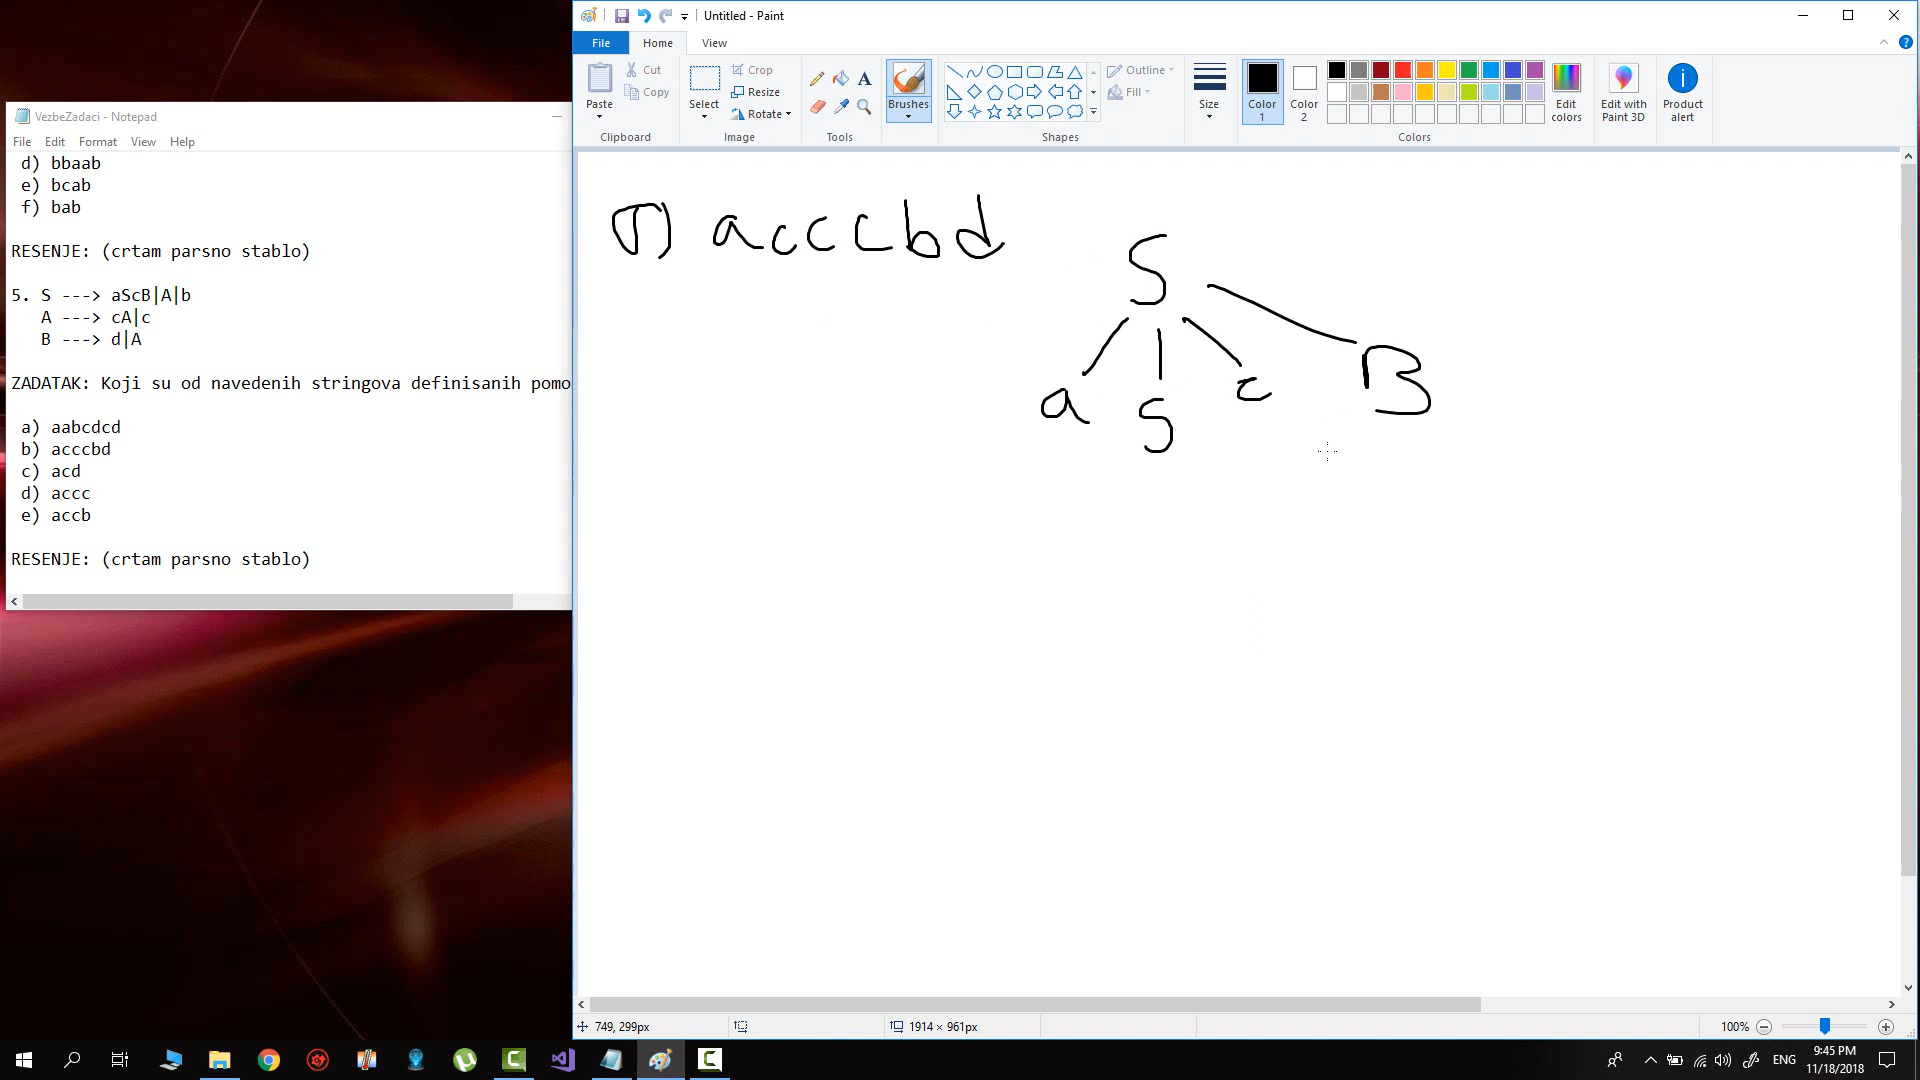 Untitled - Paint
File Home View
Paste Cut Copy Clipboard
Select Crop Resize Rotate Image
Tools
Brushes
Shapes Outline Fill
Size
Color 1 Color 2 Edit colors Colors
Edit with Paint 3D
Product alert
VezbeZadaci - Notepad
File Edit Format View Help
d) bbaab
e) bcab
f) bab
RESENJE: (crtam parsno stablo)
5. S ---> aScB|A|b
A ---> cA|c
B ---> d|A
ZADATAK: Koji su od navedenih stringova definisanih pomo
a) aabcdcd
b) acccbd
c) acd
d) accc
e) accb
RESENJE: (crtam parsno stablo)
acccbd
S
a S c B
749, 299px
1914 × 961px
100%
ENG
9:45 PM
11/18/2018